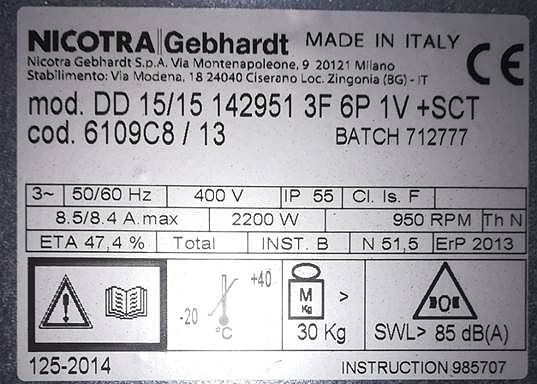 NICOTRA Gebhardt MADE IN ITALY CE
Nicotra Gebhardt S.p.A. Via Montenapoleone, 9 20121 Milano
Stabilimento: Via Modena, 18 24040 Ciserano Loc. Zingonia (BG) - IT
mod. DD 15/15 142951 3F 6P 1V +SCT
cod. 6109C8 / 13 BATCH 712777
3~ 50/60 Hz 400 V IP 55 Cl. Is. F
8.5/8.4 A.max 2200 W 950 RPM Th N
ETA 47,4 % Total INST. B N 51,5 ErP 2013
-20 +40 °C
M Kg > 30 Kg
SWL> 85 dB(A)
125-2014 INSTRUCTION 985707